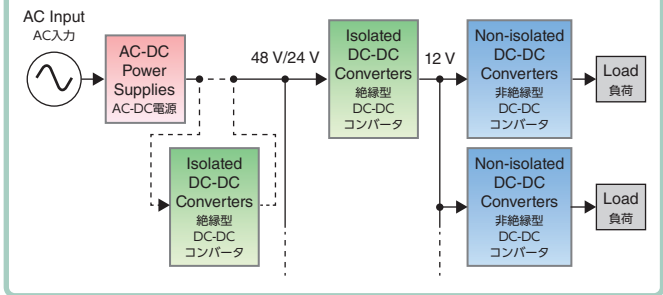 AC Input
AC入力
AC-DC
Power
Supplies
AC-DC電源
48 V/24 V
Isolated
DC-DC
Converters
絶縁型
DC-DC
コンバータ
12 V
Non-isolated
DC-DC
Converters
非絶縁型
DC-DC
コンバータ
Load
負荷
Isolated
DC-DC
Converters
絶縁型
DC-DC
コンバータ
Non-isolated
DC-DC
Converters
非絶縁型
DC-DC
コンバータ
Load
負荷